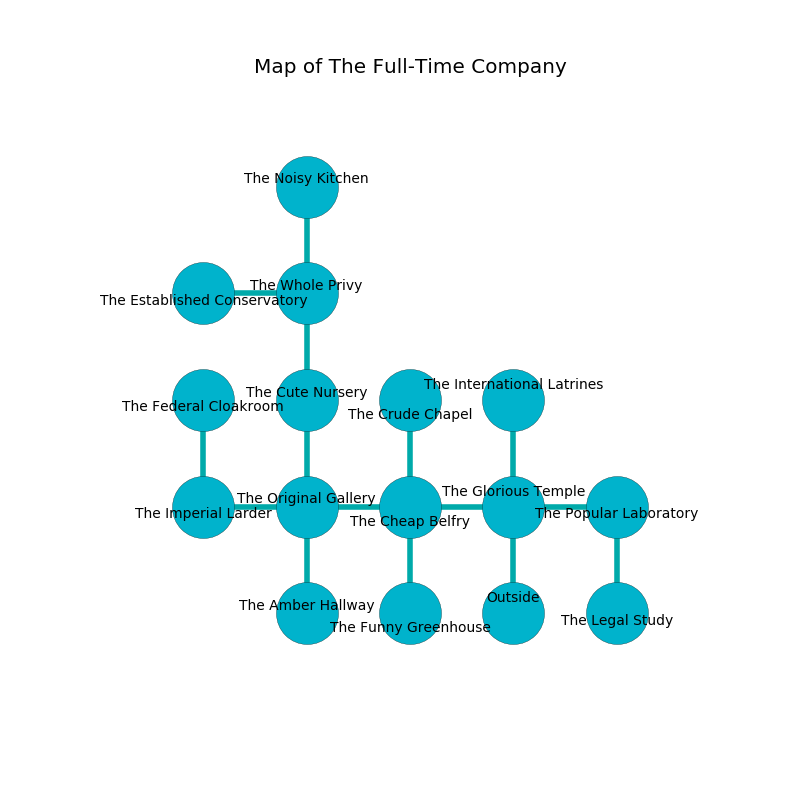 Map of The Full-Time Company
The Noisy Kitchen
The Whole Privy
The Established Conservatory
The International Latrines
The Cute Nursery
The Federal Cloakroom
The Crude Chapel
The Glorious Temple
The Original Gallery
The Imperial Larder
The Popular Laboratory
The Cheap Belfry
Outside
The Amber Hallway
The Legal Study
The Funny Greenhouse